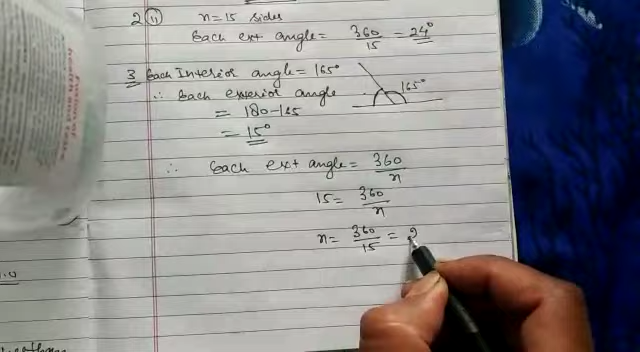 2 (ii) n=15 sides
Each ext angle = 360/15 = 24°
3 Each Interior angle = 165°
∴ Each exterior angle
165°
= 180-165
= 15°
∴ Each ext angle = 360/n
15 = 360/n
n = 360/15 =